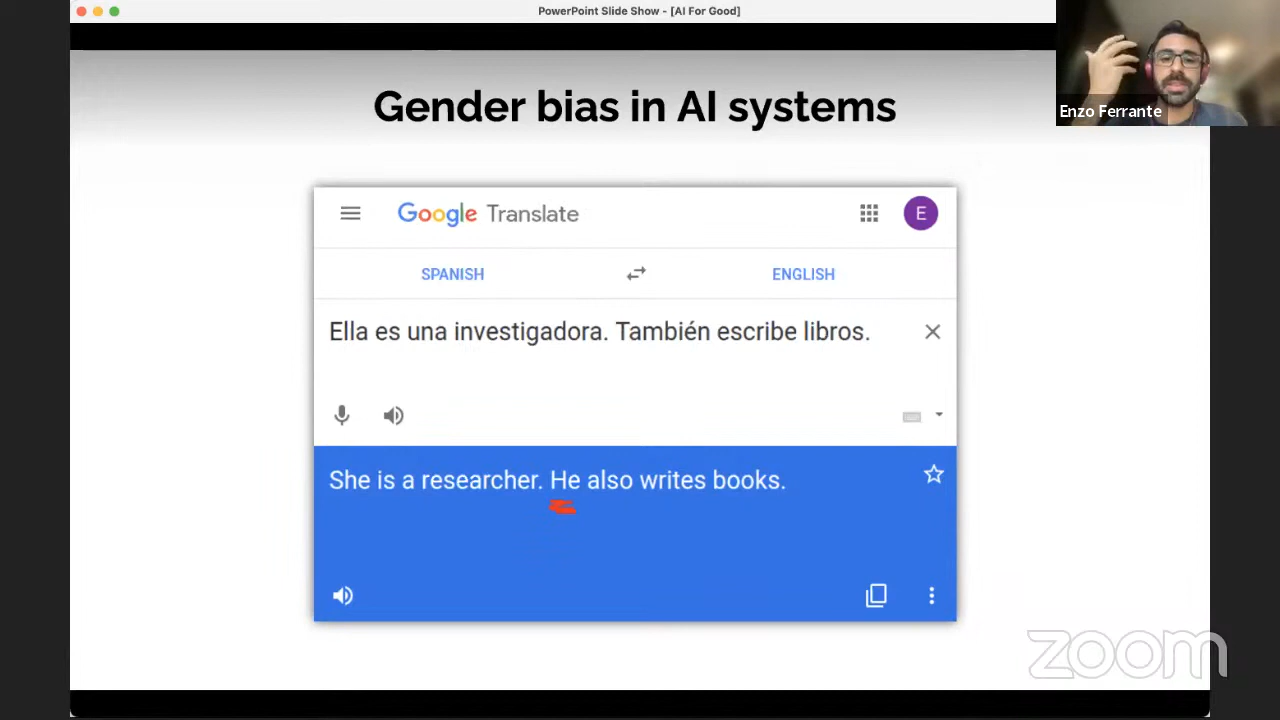 PowerPoint Slide Show - [AI For Good]
Enzo Ferrante
Gender bias in AI systems
Google Translate
E
SPANISH
ENGLISH
Ella es una investigadora. También escribe libros.
She is a researcher. He also writes books.
zoom